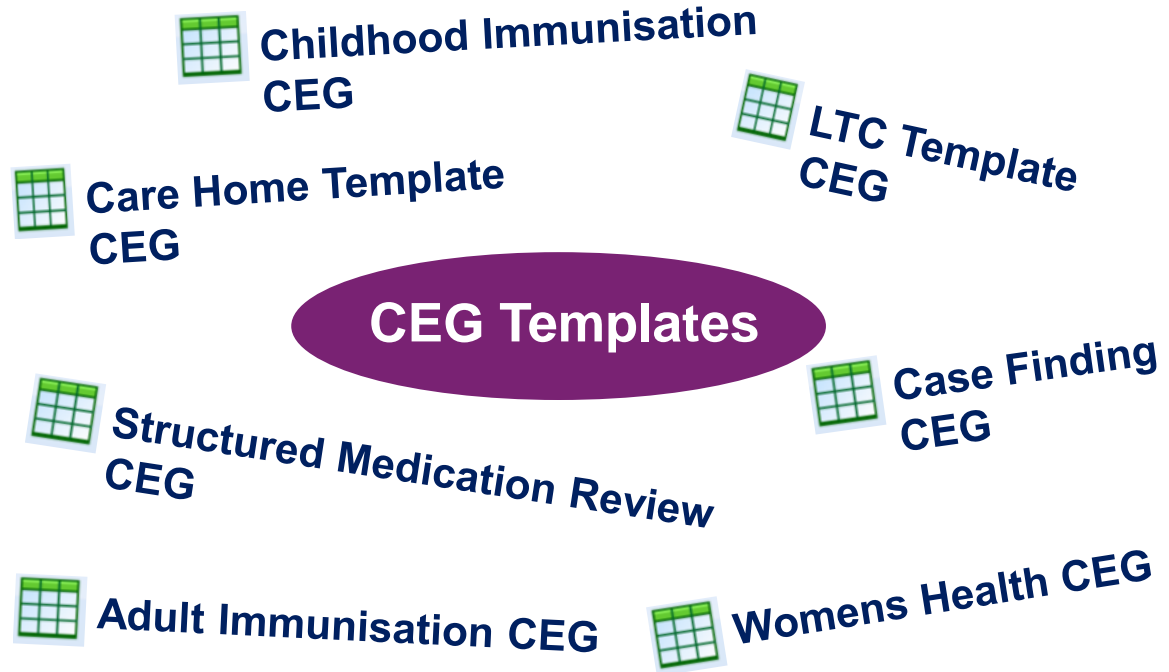 Childhood Immunisation
CEG
LTC Template
CEG
Care Home Template
CEG
CEG Templates
Case Finding
CEG
Structured Medication Review
CEG
Adult Immunisation CEG
Womens Health CEG